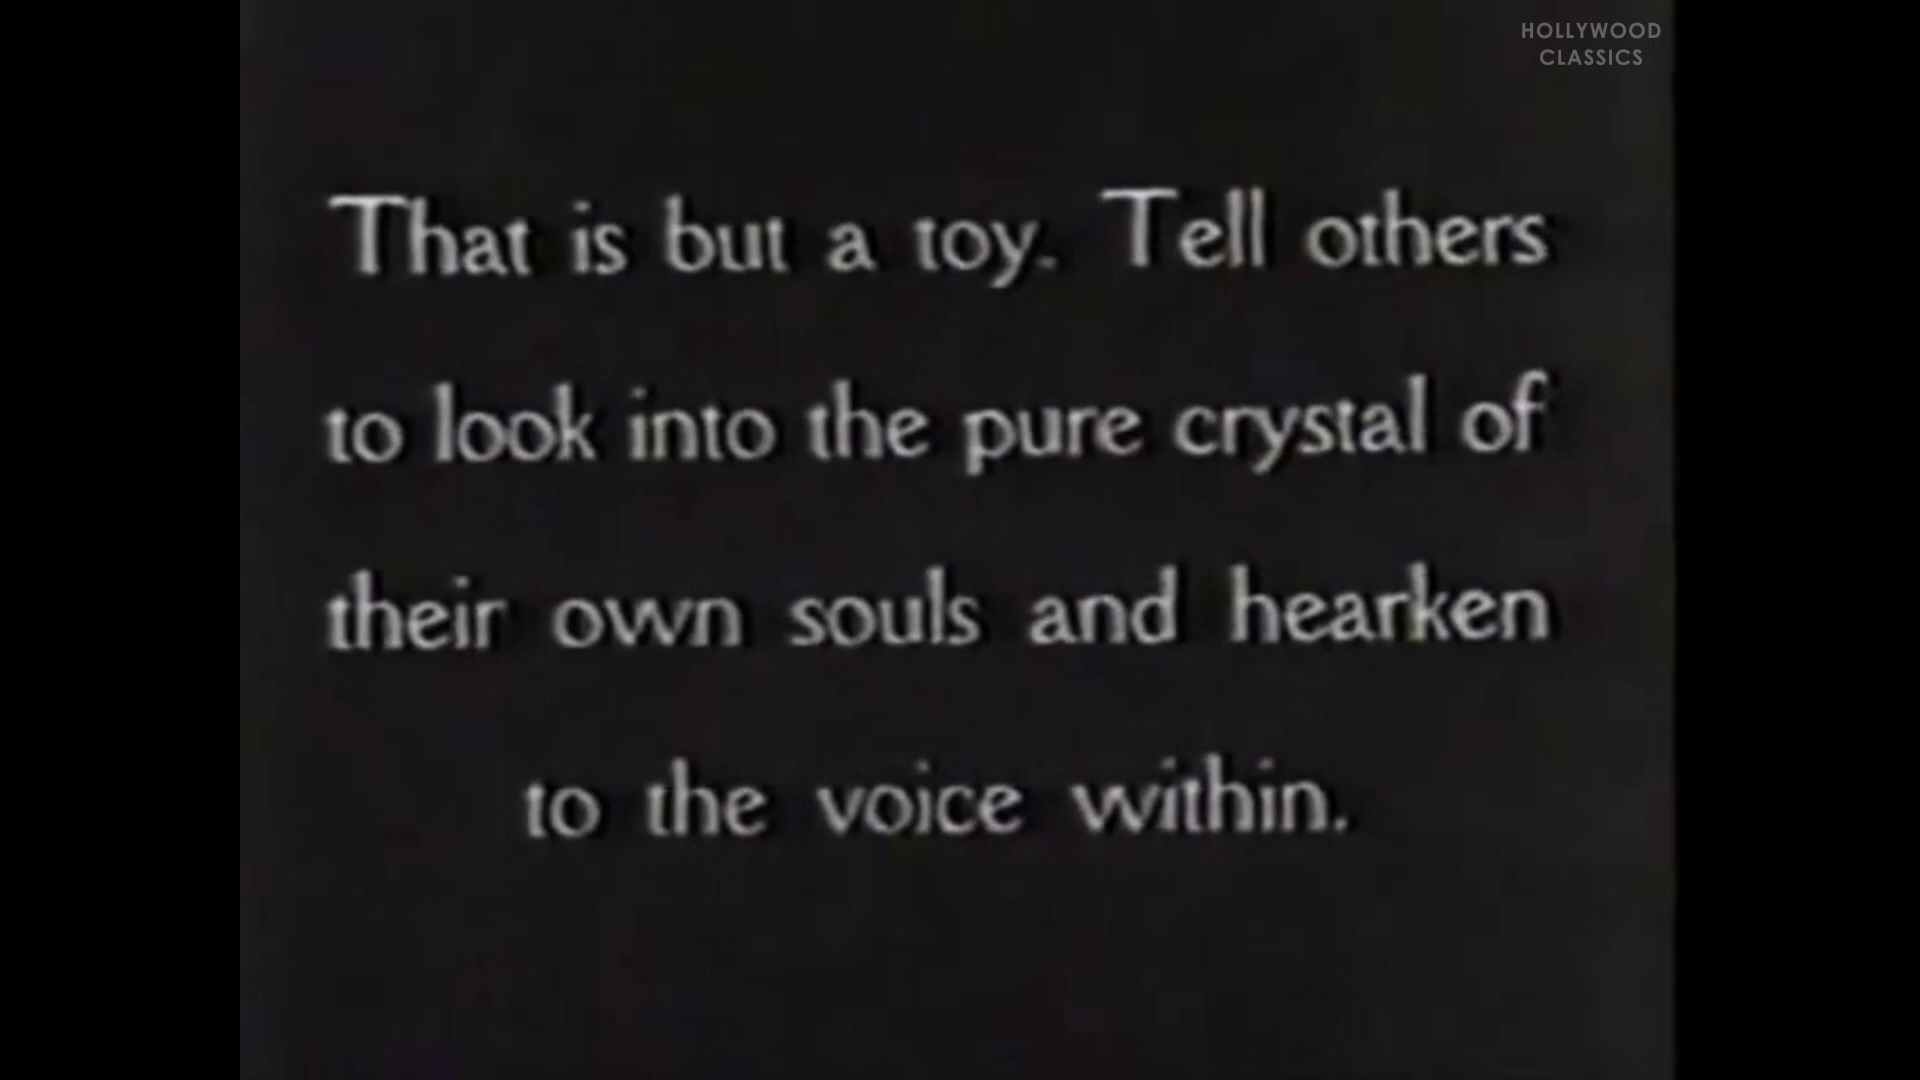 HOLLYWOOD
CLASSICS
That is but a toy. Tell others
to look into the pure crystal of
their own souls and hearken
to the voice within.